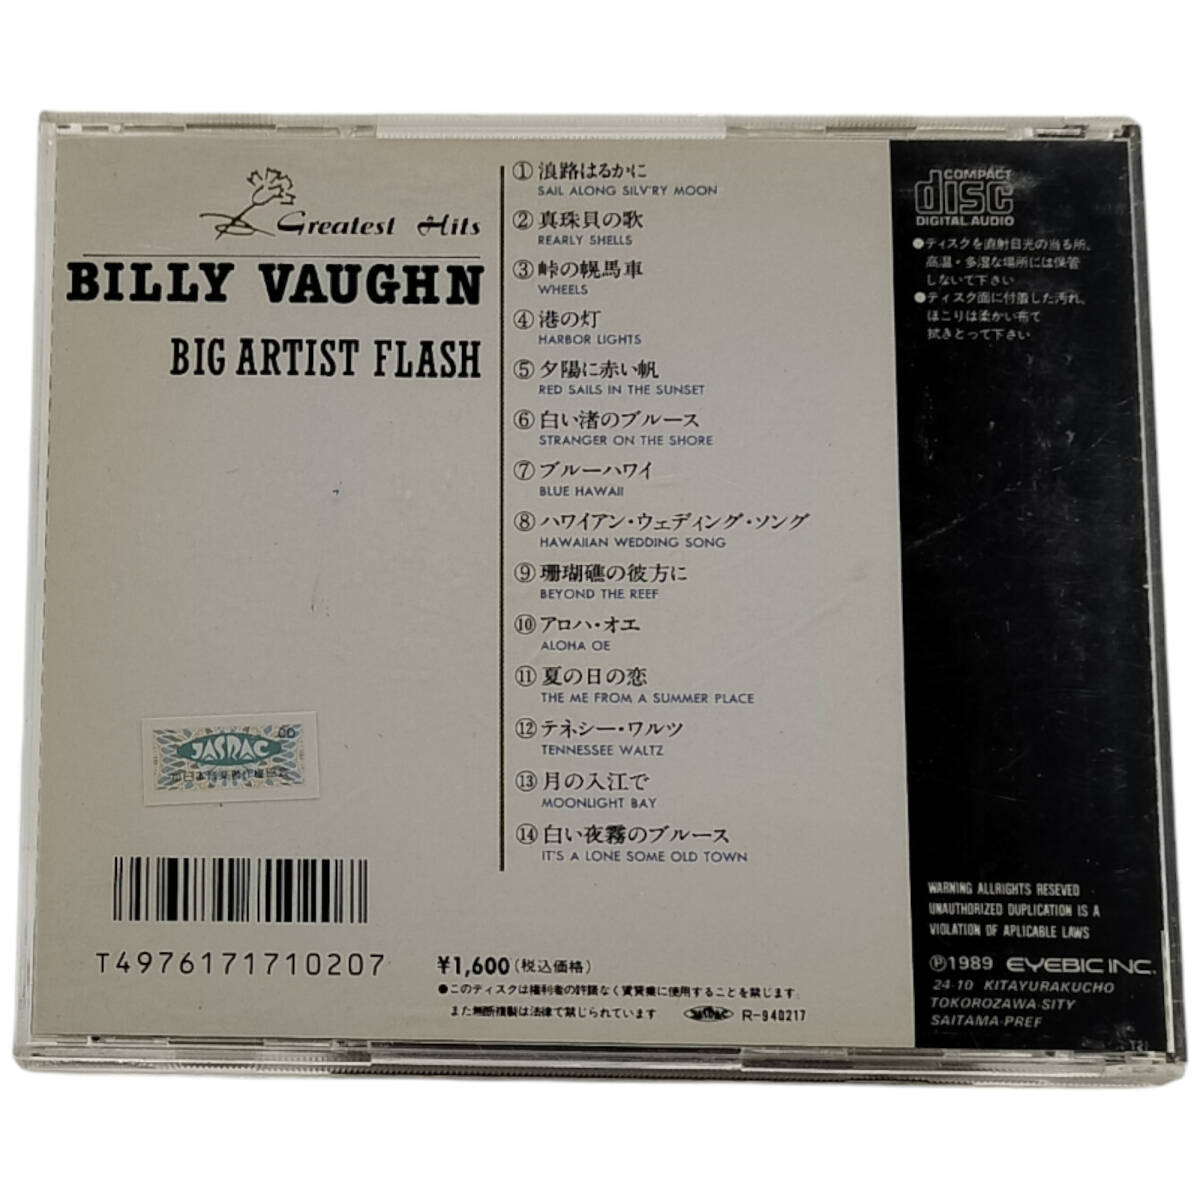 Greatest Hits
BILLY VAUGHN
BIG ARTIST FLASH
① 浪路はるかに
SAIL ALONG SILV'RY MOON
② 真珠貝の歌
REARLY SHELLS
③ 峠の幌馬車
WHEELS
④ 港の灯
HARBOR LIGHTS
⑤ 夕陽に赤い帆
RED SAILS IN THE SUNSET
⑥ 白い渚のブルース
STRANGER ON THE SHORE
⑦ ブルーハワイ
BLUE HAWAII
⑧ ハワイアン・ウェディング・ソング
HAWAIIAN WEDDING SONG
⑨ 珊瑚礁の彼方に
BEYOND THE REEF
⑩ アロハ・オエ
ALOHA OE
⑪ 夏の日の恋
THE ME FROM A SUMMER PLACE
⑫ テネシー・ワルツ
TENNESSEE WALTZ
⑬ 月の入江で
MOONLIGHT BAY
⑭ 白い夜霧のブルース
IT'S A LONE SOME OLD TOWN
JASRAC
T4976171710207
¥1,600(税込価格)
●このディスクは権利者の許諾なく賃貸業に使用することを禁じます。
また無断複製は法律で禁じられています JASRAC R-940217
COMPACT
disc
DIGITAL AUDIO
●ディスクを直射日光の当る所、
高温・多湿な場所には保管
しないで下さい
●ディスク面に付着した汚れ、
ほこりは柔かい布で
拭きとって下さい
WARNING ALLRIGHTS RESEVED
UNAUTHORIZED DUPLICATION IS A
VIOLATION OF APLICABLE LAWS
Ⓟ1989 EYEBIC INC.
24-10 KITAYURAKUCHO
TOKOROZAWA-SITY
SAITAMA-PREF